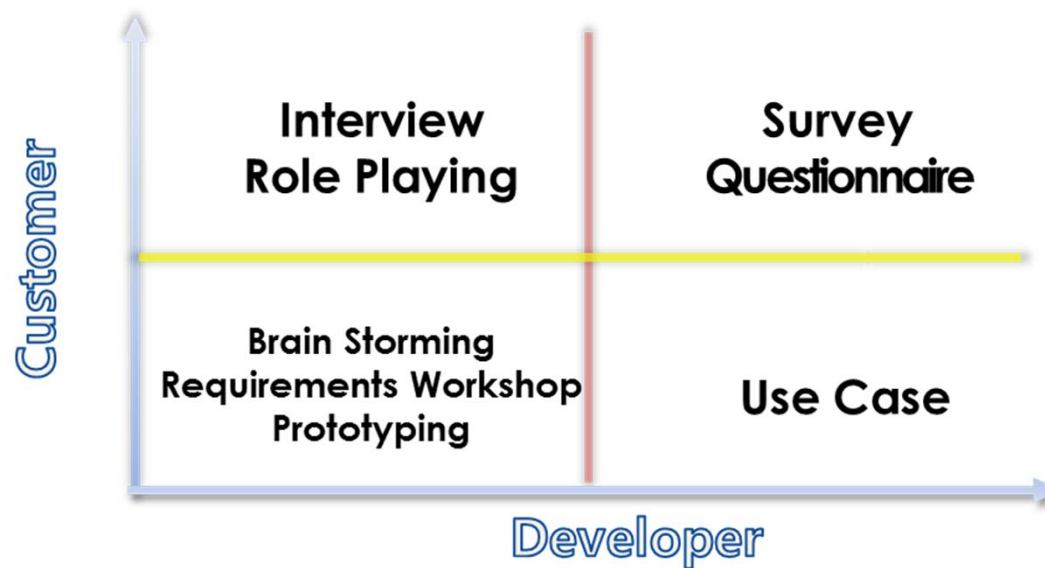 Customer
Interview
Role Playing
Survey
Questionnaire
Brain Storming
Requirements Workshop
Prototyping
Use Case
Developer